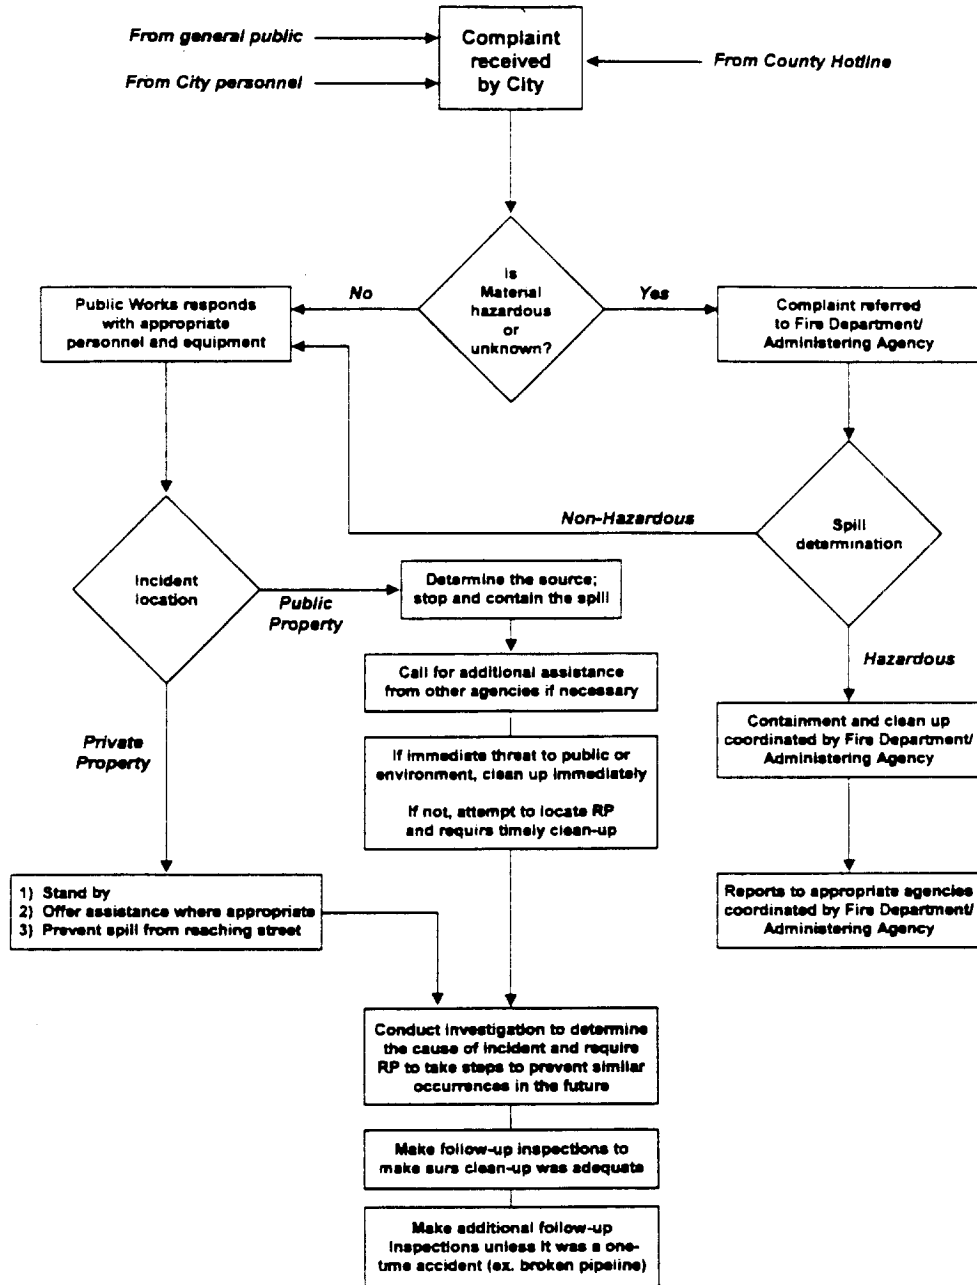 From general public
From City personnel
Complaint
received
by City
From County Hotline
Is
Material
hazardous
or
unknown?
No
Yes
Public Works responds
with appropriate
personnel and equipment
Complaint referred
to Fire Department/
Administering Agency
Non-Hazardous
Spill
determination
Incident
location
Public
Property
Determine the source;
stop and contain the spill
Call for additional assistance
from other agencies if necessary
Hazardous
Private
Property
If immediate threat to public or
environment, clean up immediately
If not, attempt to locate RP
and requirs timely clean-up
Containment and clean up
coordinated by Fire Department/
Administering Agency
1) Stand by
2) Offer assistance where appropriate
3) Prevent spill from reaching street
Reports to appropriate agencies
coordinated by Fire Department/
Administering Agency
Conduct investigation to determine
the cause of incident and require
RP to take steps to prevent similar
occurrences in the future
Make follow-up inspections to
make surs clean-up was adequate
Make additional follow-up
inspections unless it was a one-
time accident (ex. broken pipeline)